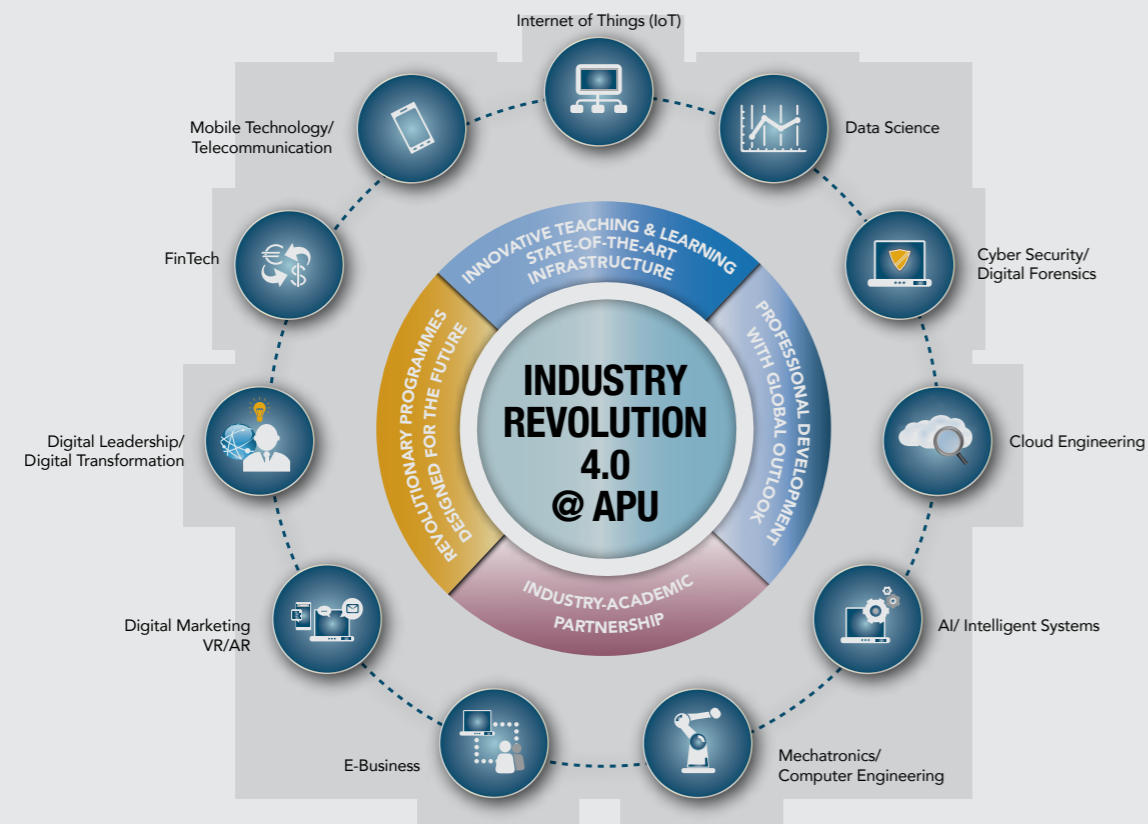 Internet of Things (IoT)
Data Science
Cyber Security/
Digital Forensics
Cloud Engineering
AI/ Intelligent Systems
Mechatronics/
Computer Engineering
E-Business
Digital Marketing
VR/AR
Digital Leadership/
Digital Transformation
FinTech
Mobile Technology/
Telecommunication
INNOVATIVE TEACHING & LEARNING
STATE-OF-THE-ART
INFRASTRUCTURE
PROFESSIONAL DEVELOPMENT
WITH GLOBAL OUTLOOK
INDUSTRY-ACADEMIC
PARTNERSHIP
REVOLUTIONARY PROGRAMMES
DESIGNED FOR THE FUTURE
INDUSTRY
REVOLUTION
4.0
@ APU
€
$